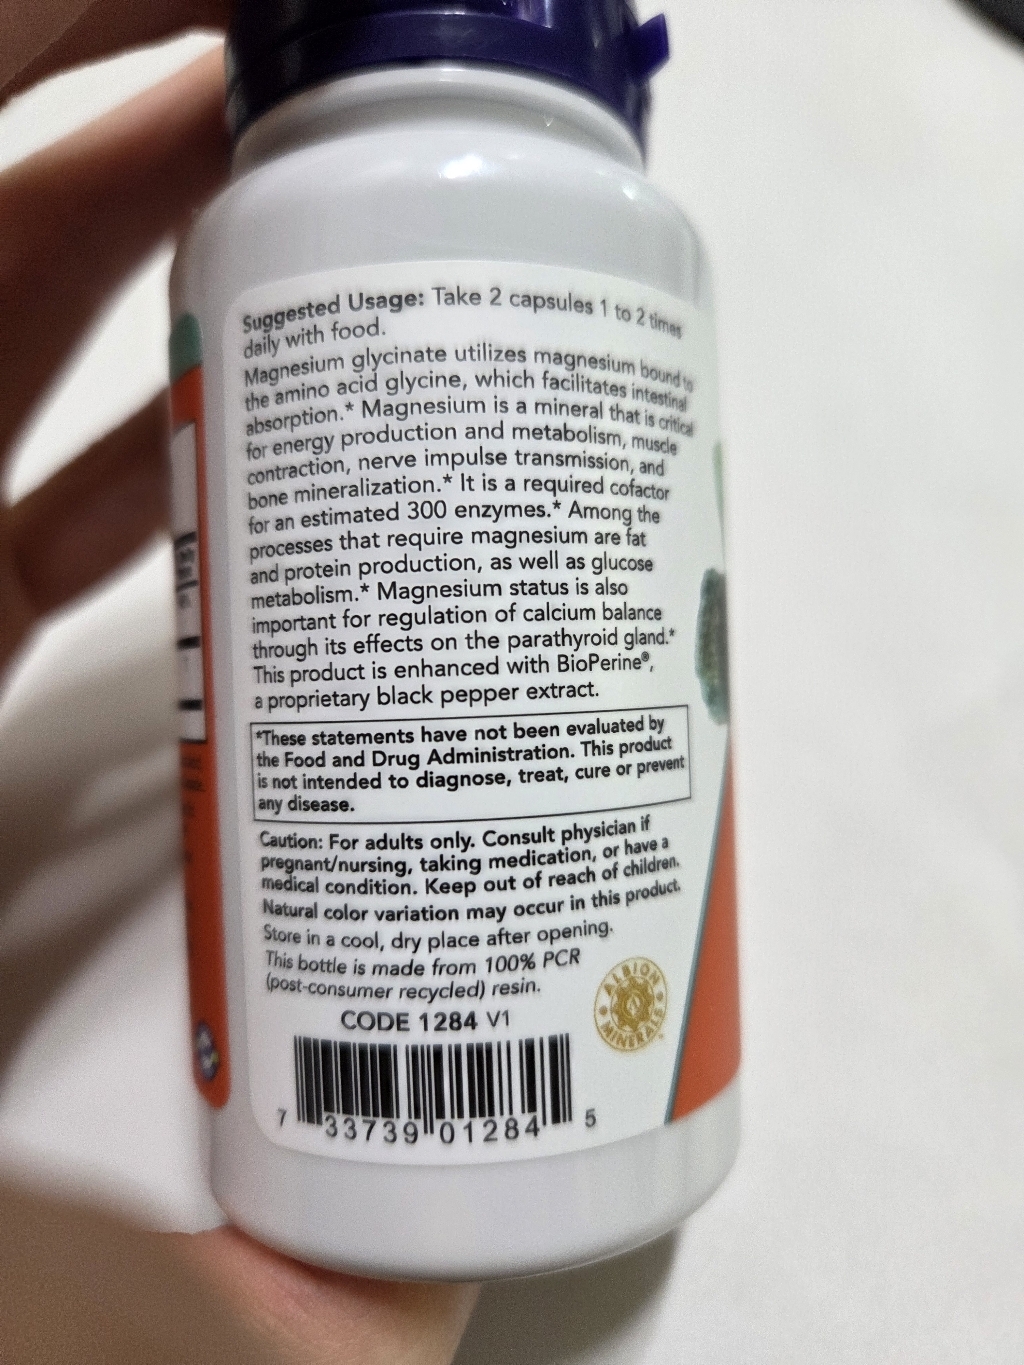 Suggested Usage: Take 2 capsules 1 to 2 times
daily with food.
Magnesium glycinate utilizes magnesium bound to
the amino acid glycine, which facilitates intestinal
absorption.* Magnesium is a mineral that is critical
for energy production and metabolism, muscle
contraction, nerve impulse transmission, and
bone mineralization.* It is a required cofactor
for an estimated 300 enzymes.* Among the
processes that require magnesium are fat
and protein production, as well as glucose
metabolism.* Magnesium status is also
important for regulation of calcium balance
through its effects on the parathyroid gland.*
This product is enhanced with BioPerine®,
a proprietary black pepper extract.
*These statements have not been evaluated by
the Food and Drug Administration. This product
is not intended to diagnose, treat, cure or prevent
any disease.
Caution: For adults only. Consult physician if
pregnant/nursing, taking medication, or have a
medical condition. Keep out of reach of children.
Natural color variation may occur in this product.
Store in a cool, dry place after opening.
This bottle is made from 100% PCR
(post-consumer recycled) resin.
ALBION
MINERALS
CODE 1284 V1
7 33739 01284 5